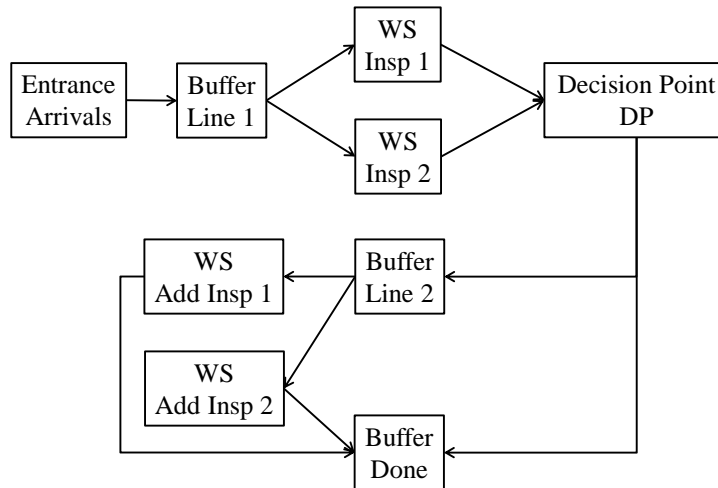 Entrance
Arrivals
Buffer
Line 1
WS
Insp 1
WS
Insp 2
Decision Point
DP
WS
Add Insp 1
Buffer
Line 2
WS
Add Insp 2
Buffer
Done